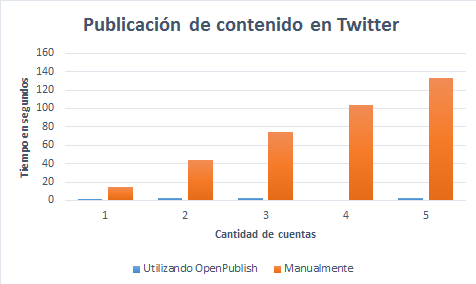 Publicación de contenido en Twitter
160
140
120
100
80
60
40
20
0
Tiempo en segundos
1 2 3 4 5
Cantidad de cuentas
Utilizando OpenPublish Manualmente